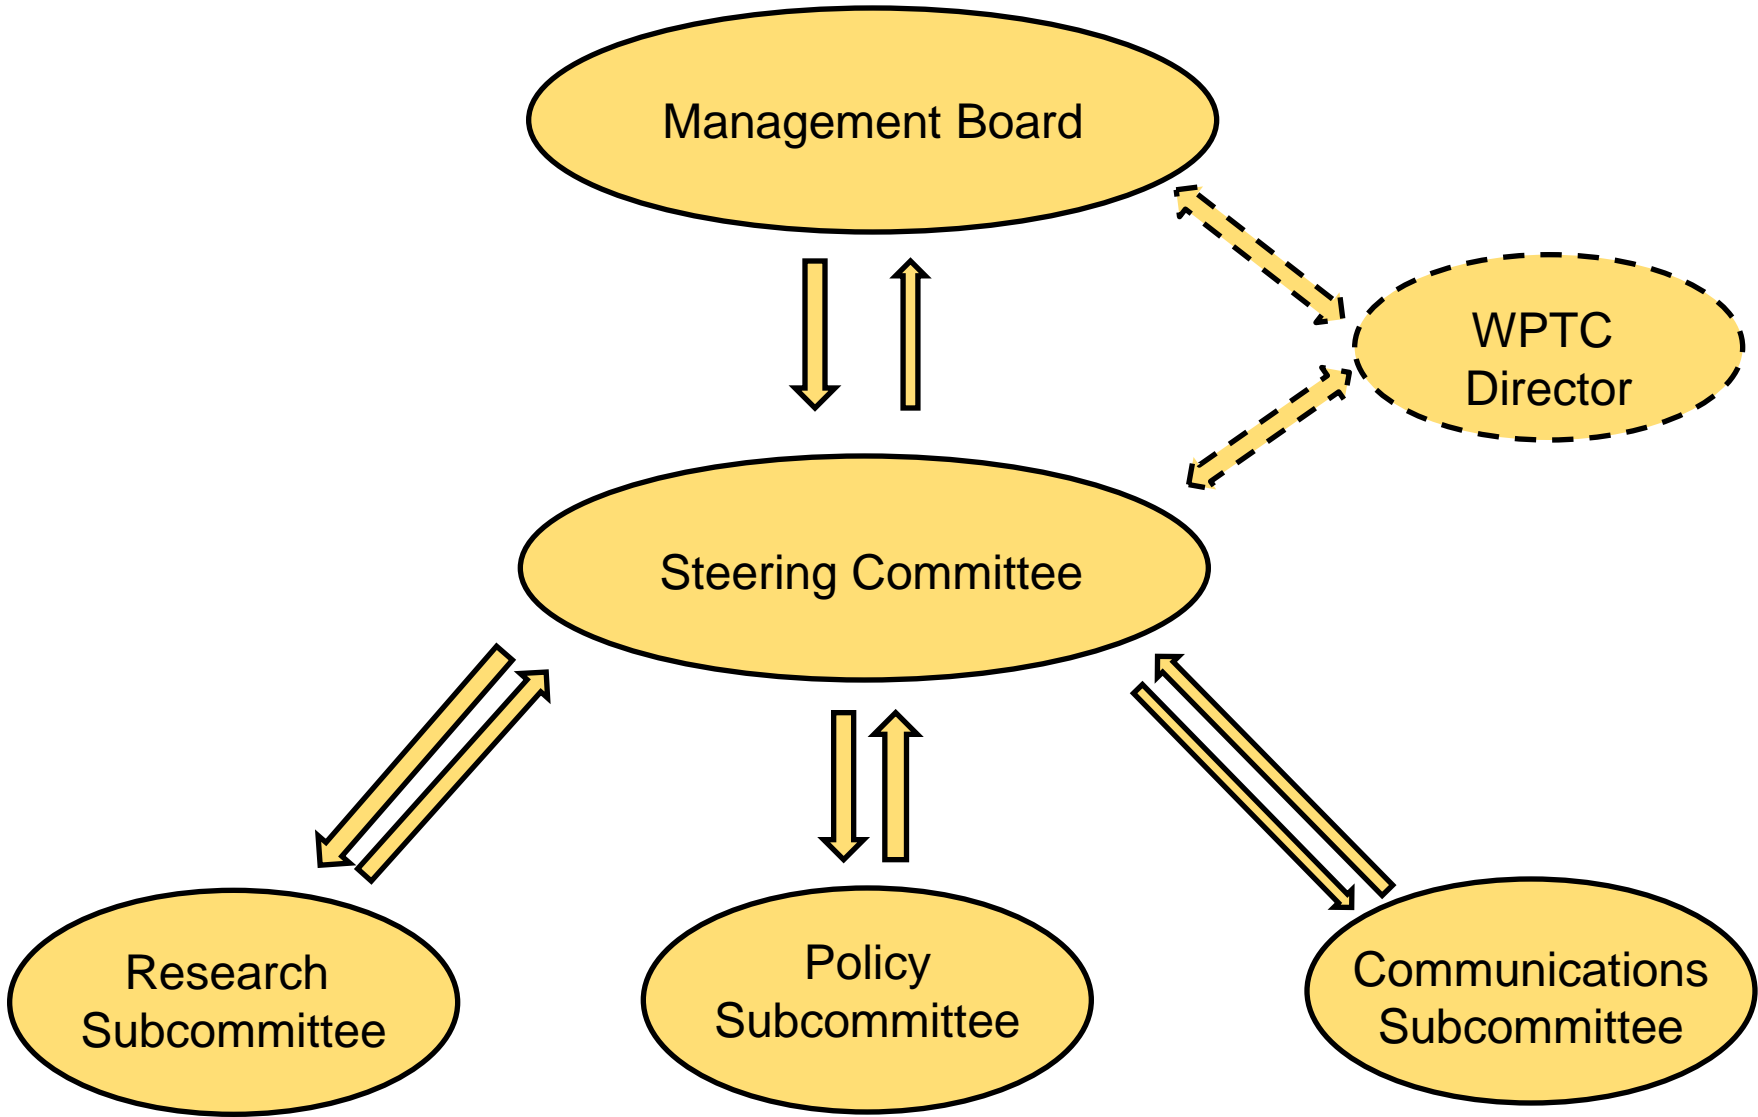 Management Board
WPTC
Director
Steering Committee
Research
Subcommittee
Policy
Subcommittee
Communications
Subcommittee